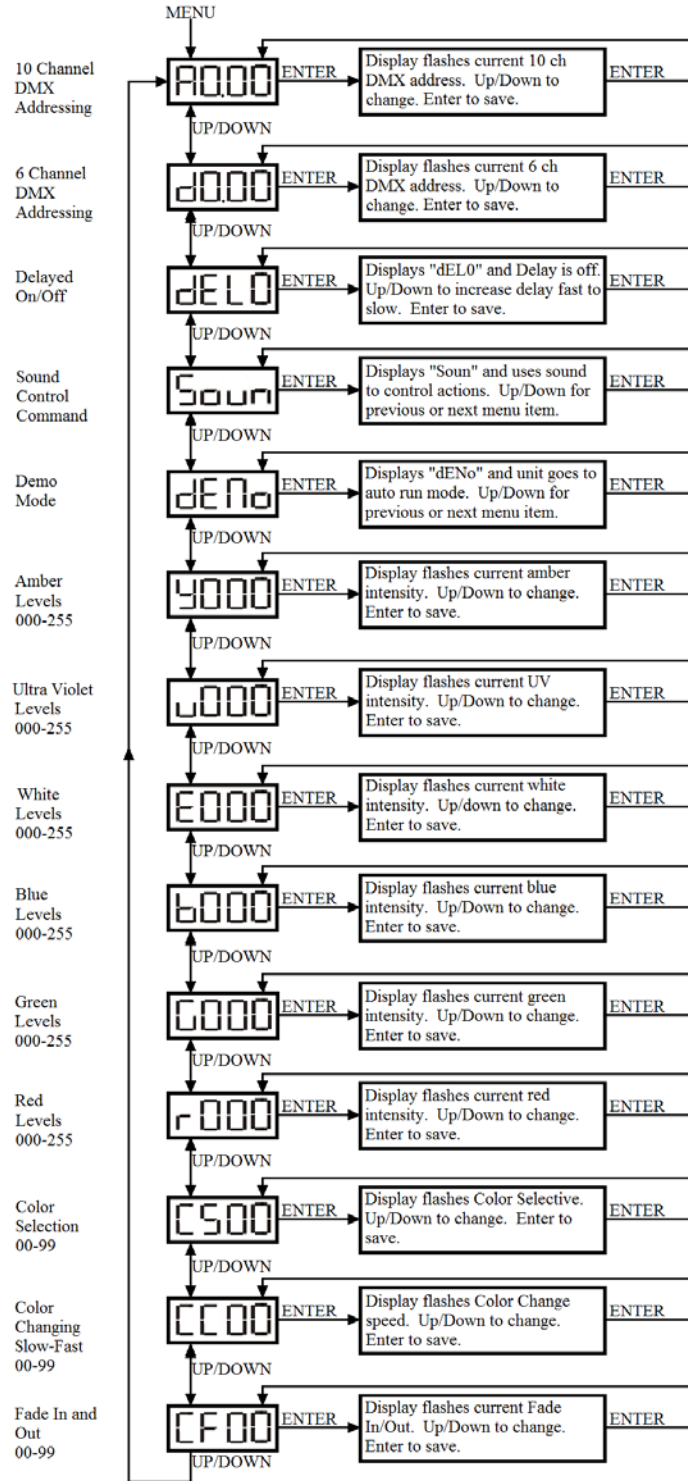 MENU
10 Channel
DMX
Addressing
A0.00
ENTER
Display flashes current 10 ch
DMX address. Up/Down to
change. Enter to save.
ENTER
UP/DOWN
6 Channel
DMX
Addressing
d0.00
ENTER
Display flashes current 6 ch
DMX address. Up/Down to
change. Enter to save.
ENTER
UP/DOWN
Delayed
On/Off
dEL0
ENTER
Displays "dEL0" and Delay is off.
Up/Down to increase delay fast to
slow. Enter to save.
ENTER
UP/DOWN
Sound
Control
Command
Soun
ENTER
Displays "Soun" and uses sound
to control actions. Up/Down for
previous or next menu item.
ENTER
UP/DOWN
Demo
Mode
dENo
ENTER
Displays "dENo" and unit goes to
auto run mode. Up/Down for
previous or next menu item.
ENTER
UP/DOWN
Amber
Levels
000-255
y000
ENTER
Display flashes current amber
intensity. Up/Down to change.
Enter to save.
ENTER
UP/DOWN
Ultra Violet
Levels
000-255
u000
ENTER
Display flashes current UV
intensity. Up/Down to change.
Enter to save.
ENTER
UP/DOWN
White
Levels
000-255
E000
ENTER
Display flashes current white
intensity. Up/down to change.
Enter to save.
ENTER
UP/DOWN
Blue
Levels
000-255
b000
ENTER
Display flashes current blue
intensity. Up/Down to change.
Enter to save.
ENTER
UP/DOWN
Green
Levels
000-255
G000
ENTER
Display flashes current green
intensity. Up/Down to change.
Enter to save.
ENTER
UP/DOWN
Red
Levels
000-255
r000
ENTER
Display flashes current red
intensity. Up/Down to change.
Enter to save.
ENTER
UP/DOWN
Color
Selection
00-99
CS00
ENTER
Display flashes Color Selective.
Up/Down to change. Enter to
save.
ENTER
UP/DOWN
Color
Changing
Slow-Fast
00-99
CC00
ENTER
Display flashes Color Change
speed. Up/Down to change.
Enter to save.
ENTER
UP/DOWN
Fade In and
Out
00-99
CF00
ENTER
Display flashes current Fade
In/Out. Up/Down to change.
Enter to save.
ENTER
UP/DOWN